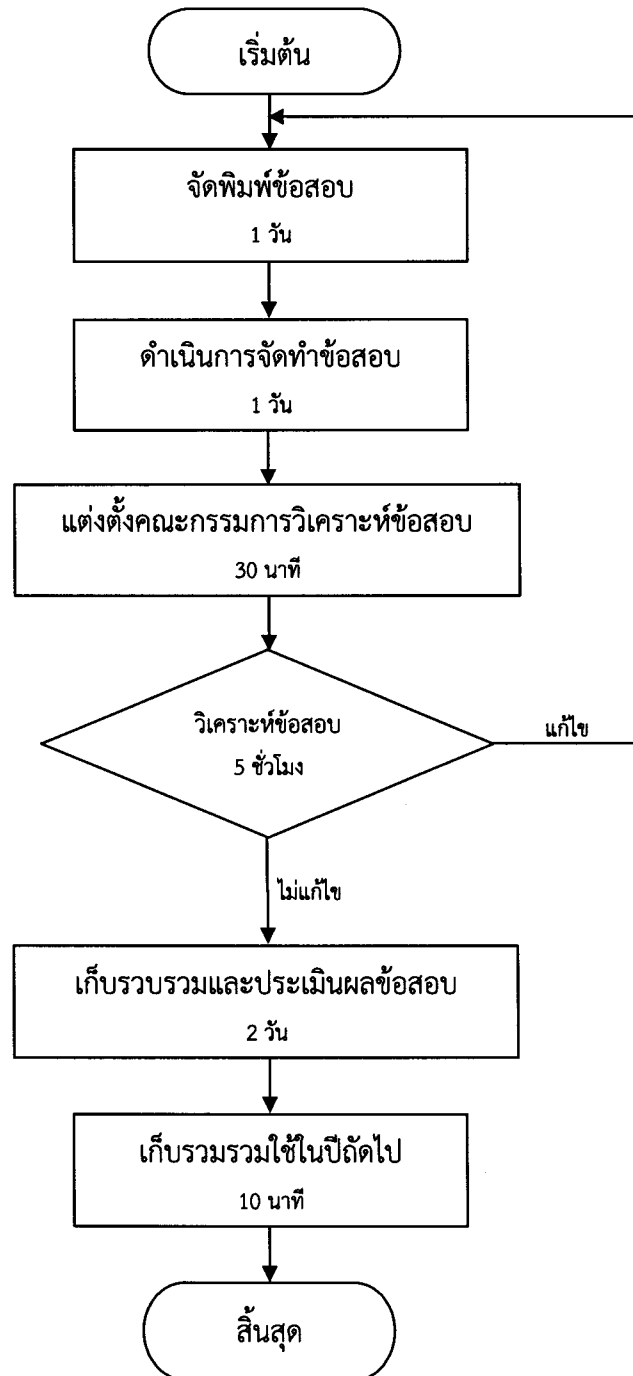 เริ่มต้น
จัดพิมพ์ข้อสอบ
1 วัน
ดำเนินการจัดทำข้อสอบ
1 วัน
แต่งตั้งคณะกรรมการวิเคราะห์ข้อสอบ
30 นาที
วิเคราะห์ข้อสอบ
5 ชั่วโมง
แก้ไข
ไม่แก้ไข
เก็บรวบรวมและประเมินผลข้อสอบ
2 วัน
เก็บรวมรวมใช้ในปีถัดไป
10 นาที
สิ้นสุด